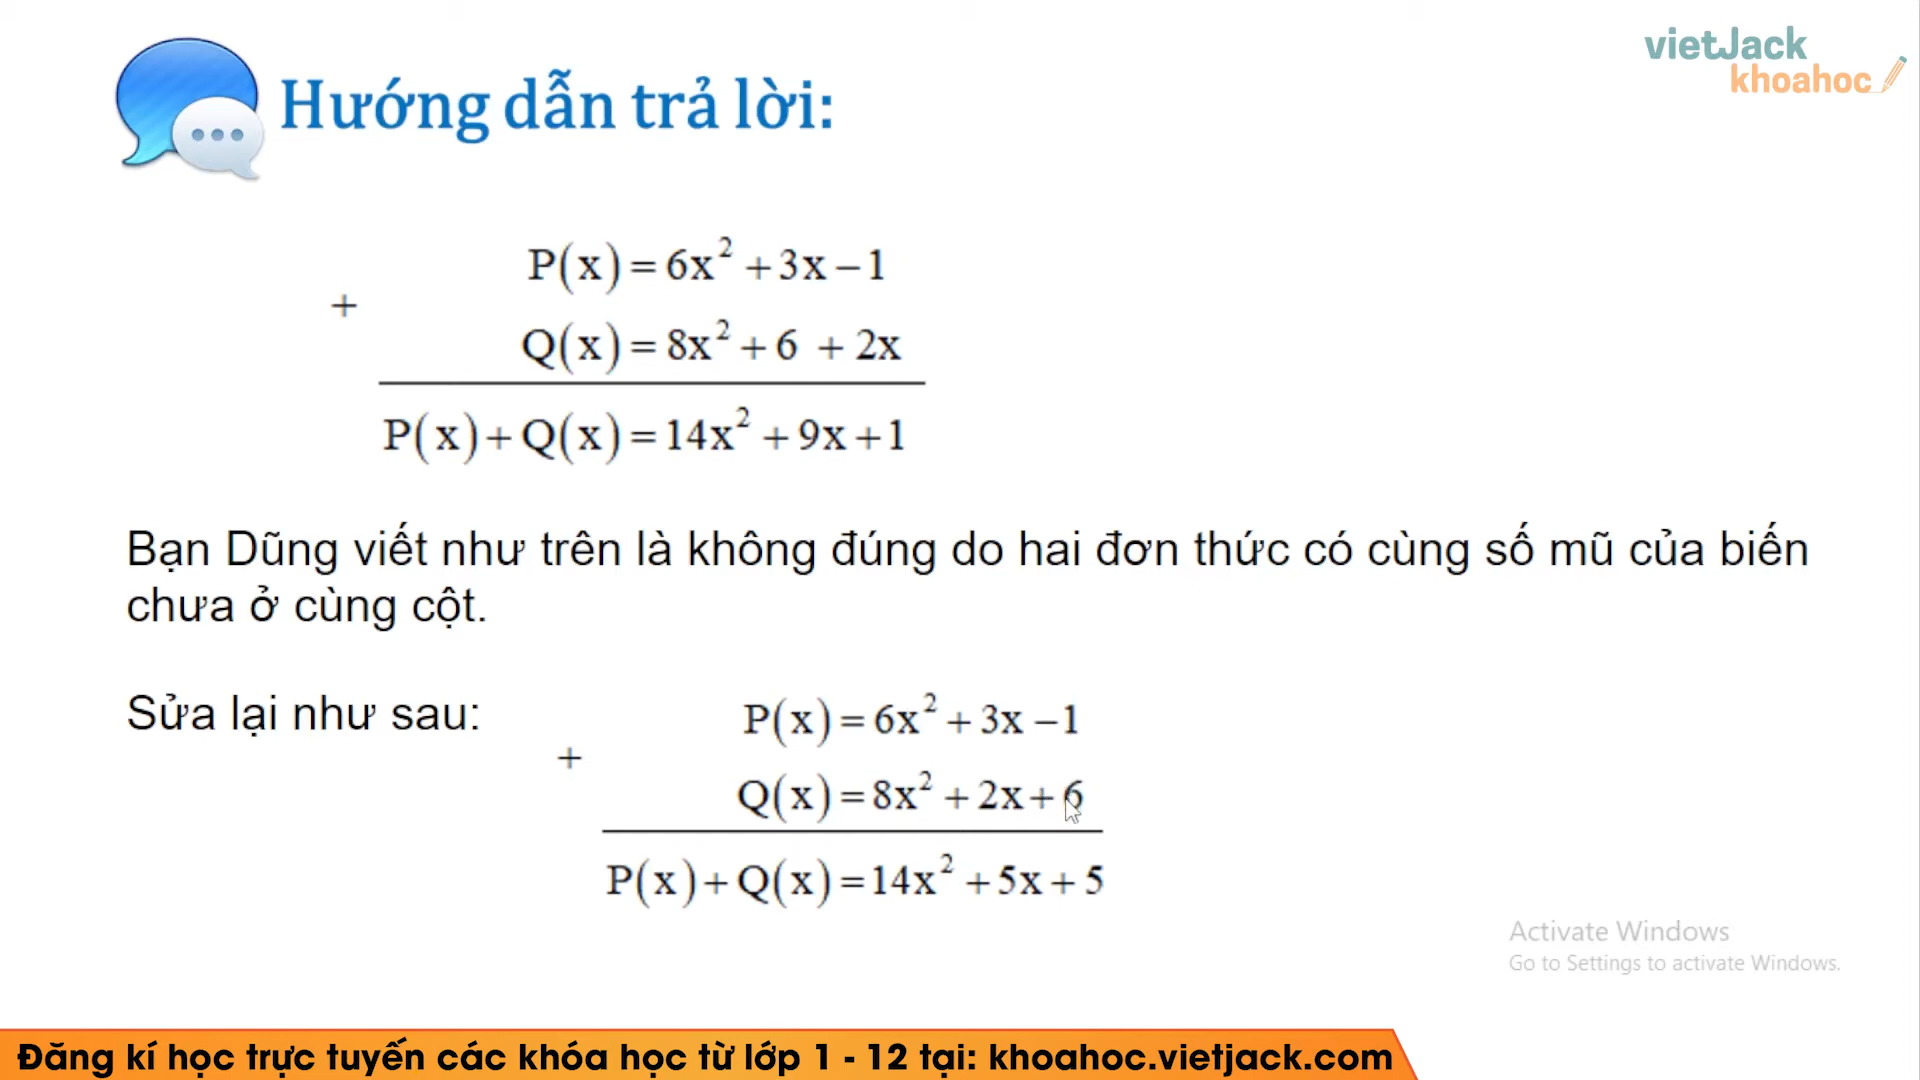 vietJack
khoahoc
Hướng dẫn trả lời:
P(x) = 6x² + 3x − 1
+
Q(x) = 8x² + 6 + 2x
P(x) + Q(x) = 14x² + 9x + 1
Bạn Dũng viết như trên là không đúng do hai đơn thức có cùng số mũ của biến
chưa ở cùng cột.
Sửa lại như sau:
P(x) = 6x² + 3x − 1
+
Q(x) = 8x² + 2x + 6
P(x) + Q(x) = 14x² + 5x + 5
Activate Windows
Go to Settings to activate Windows.
Đăng kí học trực tuyến các khóa học từ lớp 1 - 12 tại: khoahoc.vietjack.com